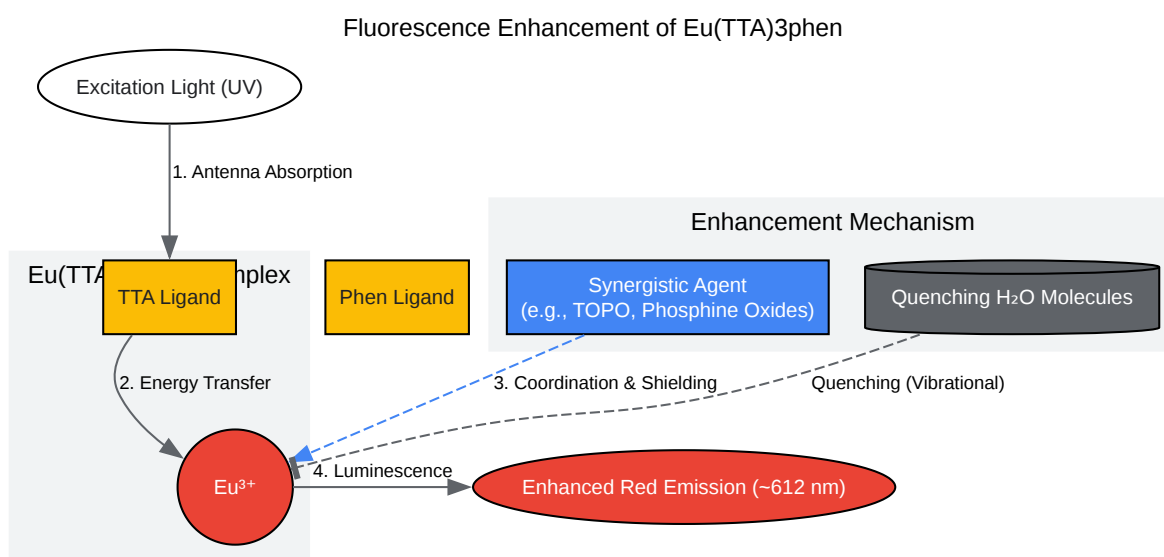 Fluorescence Enhancement of Eu(TTA)3phen
Excitation Light (UV)
1. Antenna Absorption
Enhancement Mechanism
Eu(TTA mplex
TTA Ligand
Phen Ligand
Synergistic Agent
(e.g., TOPO, Phosphine Oxides)
Quenching H₂O Molecules
2. Energy Transfer
3. Coordination & Shielding
Quenching (Vibrational)
Eu³⁺
4. Luminescence
Enhanced Red Emission (~612 nm)